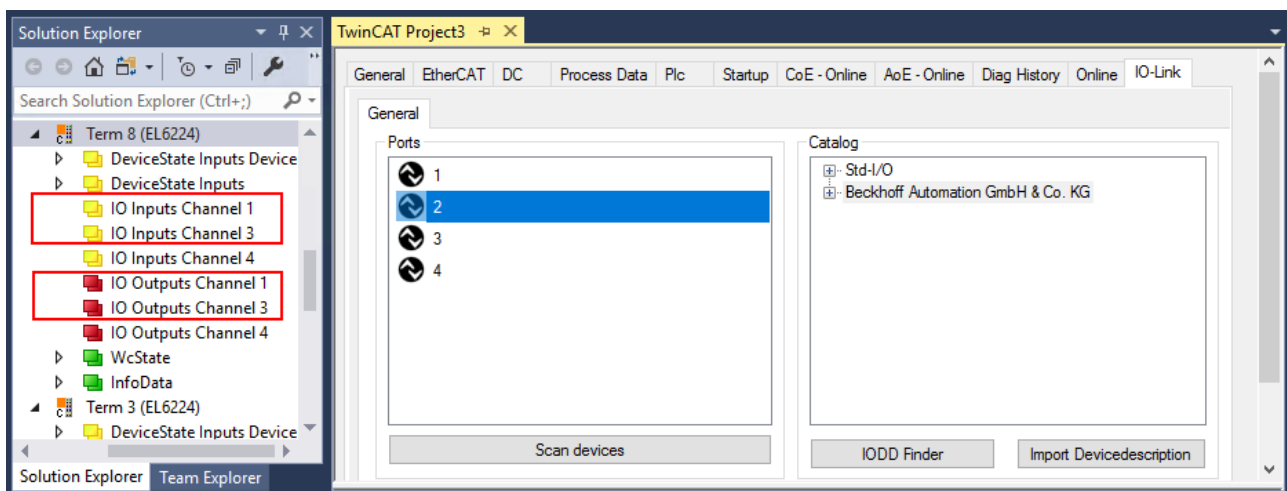 Solution Explorer
Search Solution Explorer (Ctrl+;)
Term 8 (EL6224)
DeviceState Inputs Device
DeviceState Inputs
IO Inputs Channel 1
IO Inputs Channel 3
IO Inputs Channel 4
IO Outputs Channel 1
IO Outputs Channel 3
IO Outputs Channel 4
WcState
InfoData
Term 3 (EL6224)
DeviceState Inputs Device
Solution Explorer Team Explorer
TwinCAT Project3
General EtherCAT DC Process Data Plc Startup CoE - Online AoE - Online Diag History Online IO-Link
General
Ports
1
2
3
4
Scan devices
Catalog
Std-I/O
Beckhoff Automation GmbH & Co. KG
IODD Finder Import Devicedescription